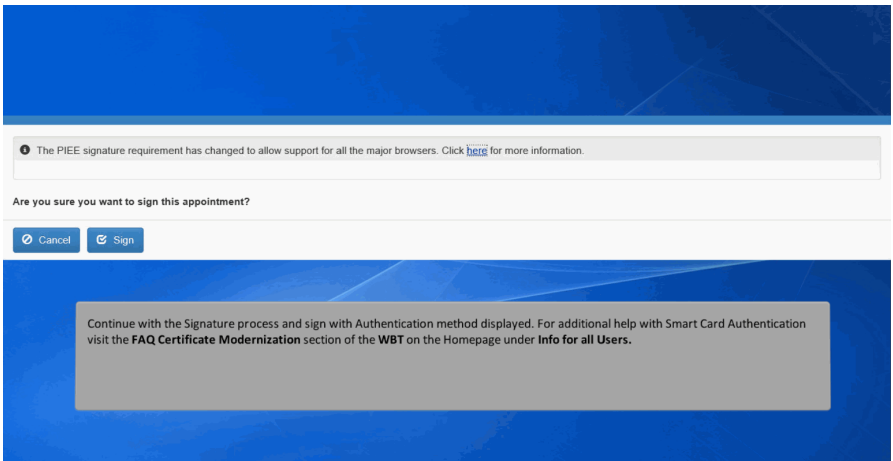 The PIEE signature requirement has changed to allow support for all the major browsers. Click here for more information.
Are you sure you want to sign this appointment?
Cancel Sign
Continue with the Signature process and sign with Authentication method displayed. For additional help with Smart Card Authentication
visit the FAQ Certificate Modernization section of the WBT on the Homepage under Info for all Users.